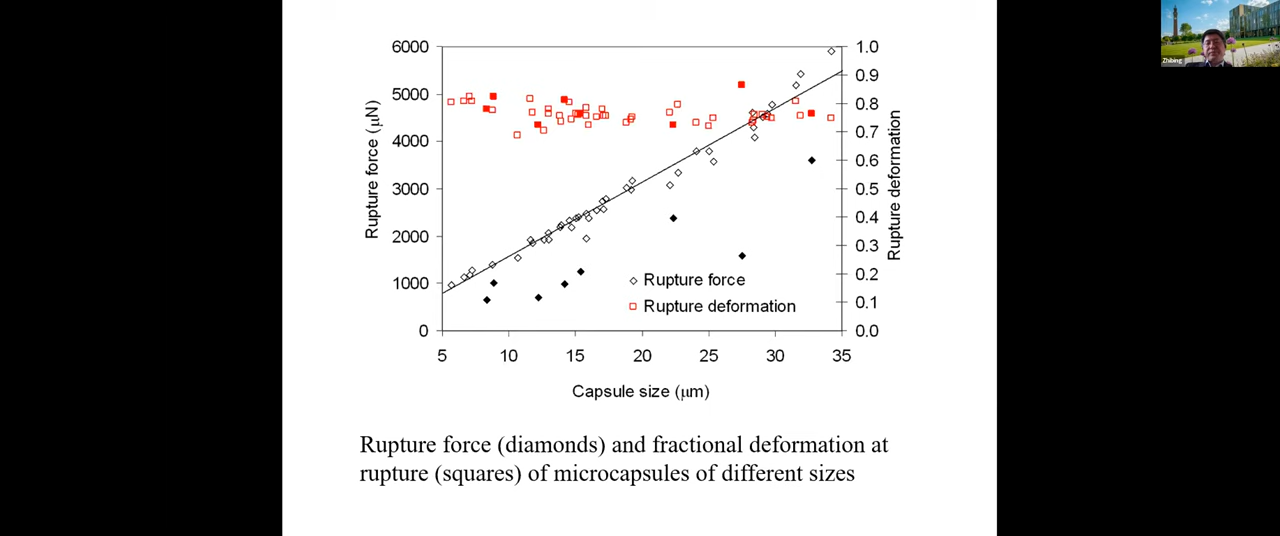 Zhibing
6000
5000
4000
3000
2000
1000
0
Rupture force (μN)
1.0
0.9
0.8
0.7
0.6
0.5
0.4
0.3
0.2
0.1
0.0
Rupture deformation
Rupture force
Rupture deformation
5 10 15 20 25 30 35
Capsule size (μm)
Rupture force (diamonds) and fractional deformation at
rupture (squares) of microcapsules of different sizes